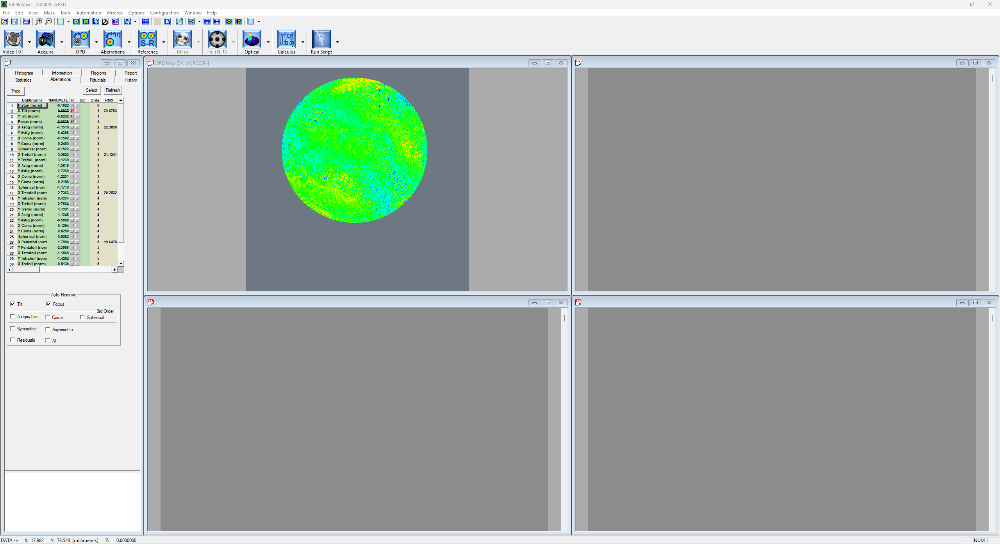 IntelliWave - 202409~4.ESD
File Edit View Mask Tools Automation Wizards Options Configuration Window Help
Video [ 0 ] Acquire OPD Aberrations Reference Mask Fid (S) [0] Optical Calculus Run Script
f(r) S-R ∫∫f(x,y) dx dy
OPD Map [3A1,M,PCG,R-]
Histogram Information Regions Report
Statistics Aberrations Fiducials History
Theo Select Refresh
UofA(norm) NANOMETE R QC Orde RMS
1 Piston (norm) -0.1622 0
2 X Tilt (norm) 0.0037 1 23.6703
3 Y Tilt (norm) -0.0292 1
4 Focus (norm) -0.0038 1
5 X Astig (norm) -4.1510 2 22.3850
6 Y Astig (norm) -6.4306 2
7 X Coma (norm) -0.1502 2
8 Y Coma (norm) 0.2405 2
9 Spherical (norm -0.7522 2
10 X Trefoil (norm) 5.5922 3 21.1241
11 Y Trefoil. (norm) 3.1239 3
12 X Astig (norm) -1.5619 3
13 Y Astig (norm) 2.7269 3
14 X Coma (norm) -1.2231 3
15 Y Coma (norm) -0.2198 3
16 Spherical (norm -1.1719 3
17 X Tetrafoil (norm 2.7363 4 20.2532
18 Y Tetrafoil (norm 0.4334 4
19 X Trefoil (norm) -2.7664 4
20 Y Trefoil (norm) 4.1991 4
21 X Astig (norm) -1.1348 4
22 Y Astig (norm) -0.5088 4
23 X Coma (norm) -0.1294 4
24 Y Coma (norm) 0.8250 4
25 Spherical (norm 0.9282 4
26 X Pentafoil (norr 1.7994 5 19.6478
27 Y Pentafoil (norn -2.3986 5
28 X Tetrafoil (norm -1.1068 5
29 Y Tetrafoil (norm -1.4262 5
30 X Trefoil (norm) -0.5138 5
Auto Remove
Tilt Focus
3rd Order
Astigmatism Coma Spherical
Symmetric Asymmetric
Residuals All
DATA -> X: 17.982 Y: 73.548 [millimeters] Z: 0.0000000 NUM